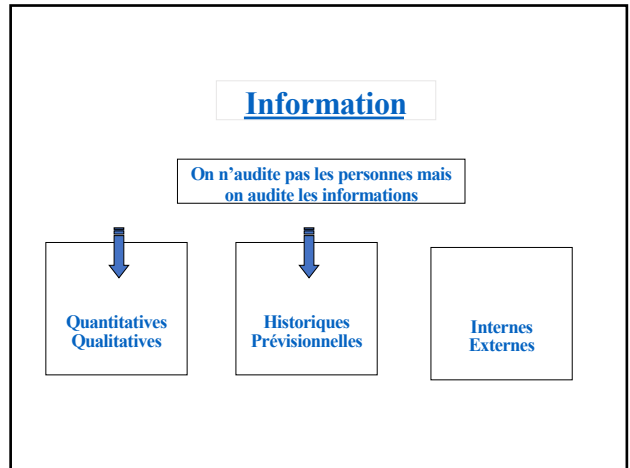 Information
On n’audite pas les personnes mais
on audite les informations
Quantitatives
Qualitatives
Historiques
Prévisionnelles
Internes
Externes